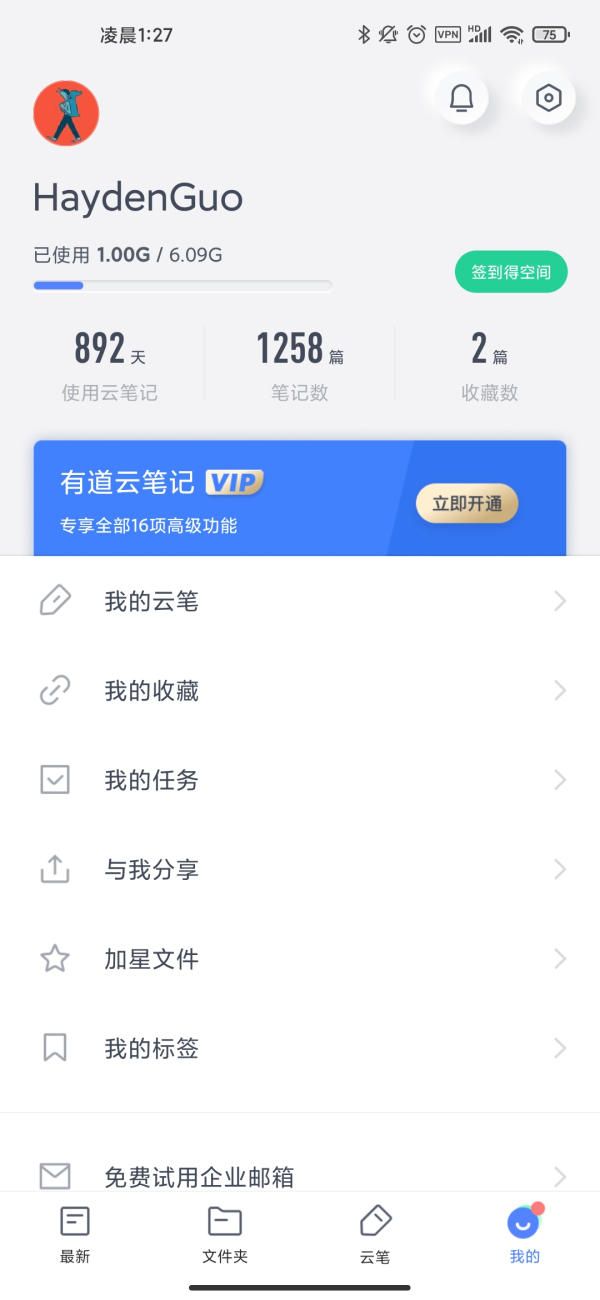 凌晨1:27
VPN HD 75
HaydenGuo
已使用 1.00G / 6.09G
签到得空间
892 天 1258 篇 2 篇
使用云笔记 笔记数 收藏数
有道云笔记 VIP
专享全部16项高级功能
立即开通
我的云笔
我的收藏
我的任务
与我分享
加星文件
我的标签
免费试用企业邮箱
最新 文件夹 云笔 我的